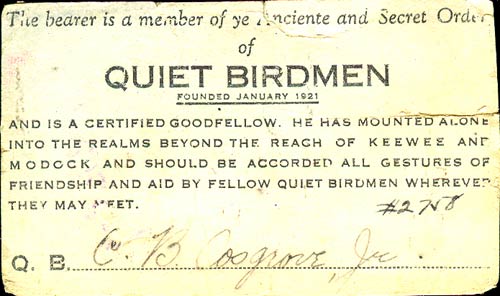 The bearer is a member of ye Anciente and Secret Order
of
QUIET BIRDMEN
FOUNDED JANUARY 1921
AND IS A CERTIFIED GOODFELLOW. HE HAS MOUNTED ALONE
INTO THE REALMS BEYOND THE REACH OF KEEWEE AND
MODOCK AND SHOULD BE ACCORDED ALL GESTURES OF
FRIENDSHIP AND AID BY FELLOW QUIET BIRDMEN WHEREVER
THEY MAY MEET.
Q. B. C. B Cosgrove, Jr.